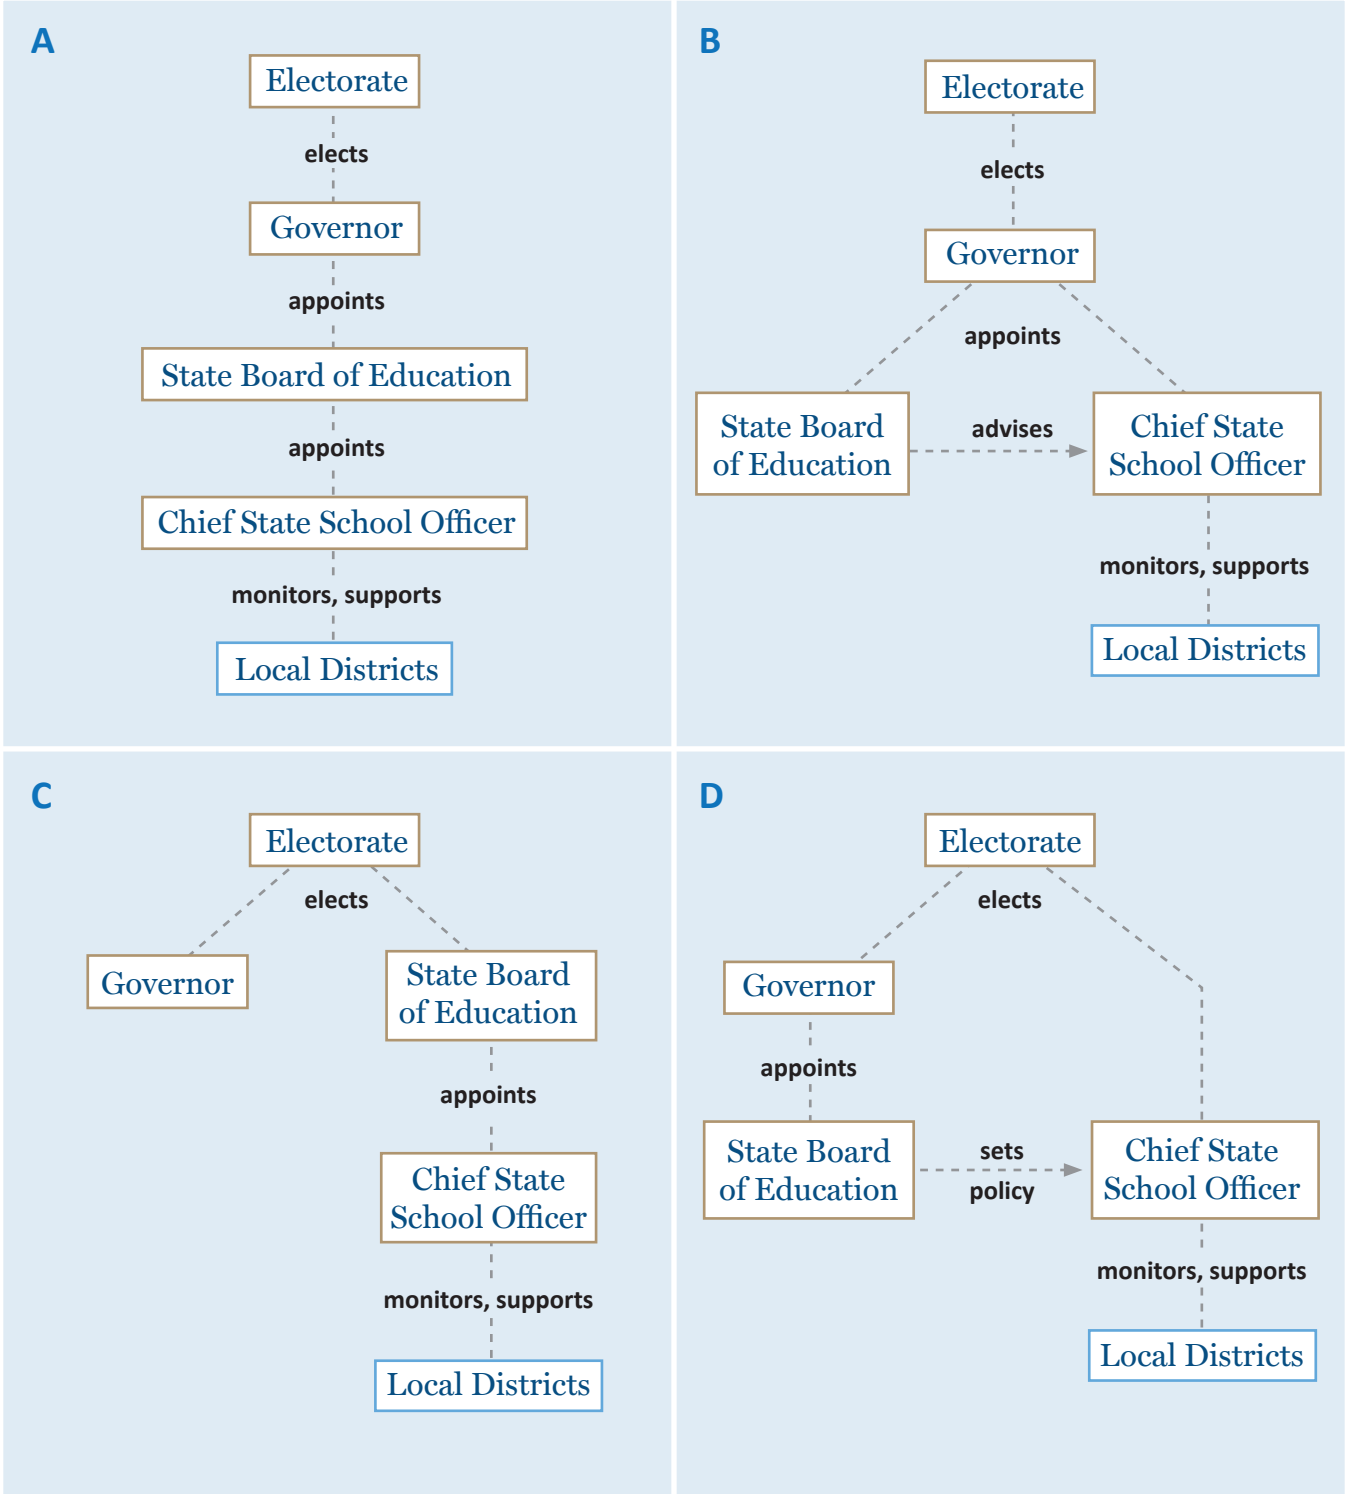 A
Electorate
elects
Governor
appoints
State Board of Education
appoints
Chief State School Officer
monitors, supports
Local Districts
B
Electorate
elects
Governor
appoints
State Board
of Education
advises
Chief State
School Officer
monitors, supports
Local Districts
C
Electorate
elects
Governor
State Board
of Education
appoints
Chief State
School Officer
monitors, supports
Local Districts
D
Electorate
elects
Governor
appoints
State Board
of Education
sets
policy
Chief State
School Officer
monitors, supports
Local Districts